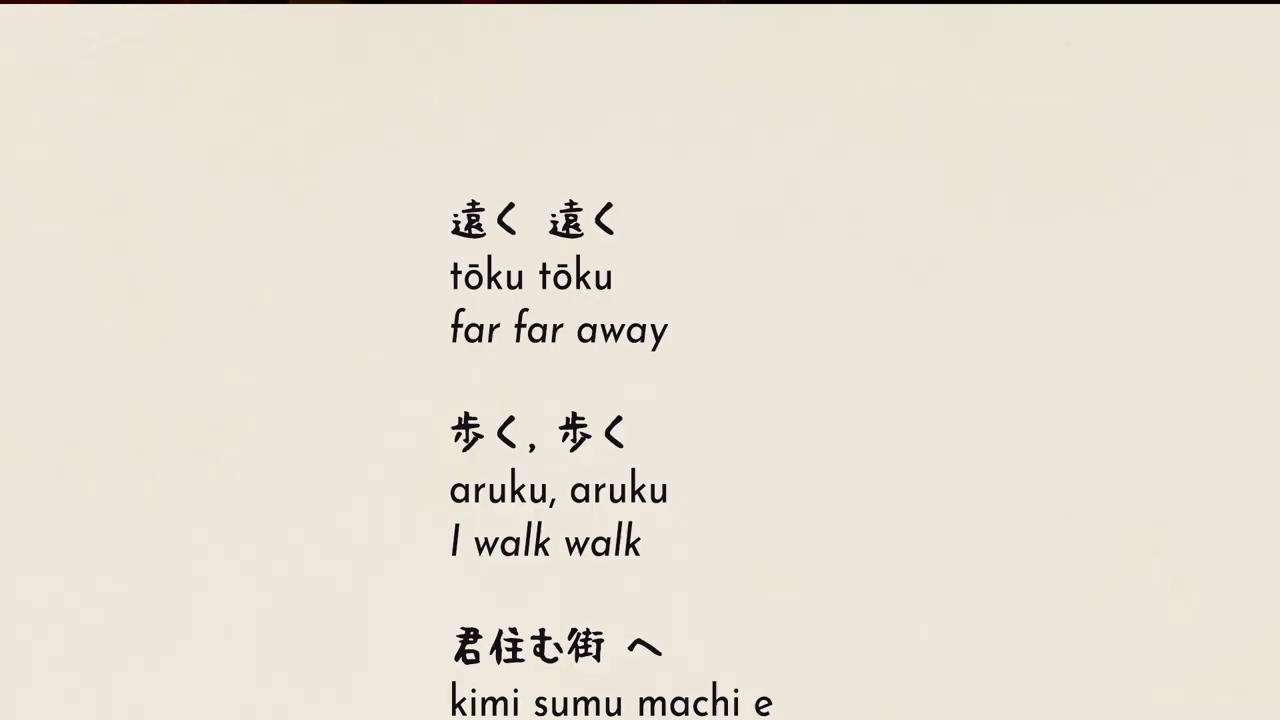 遠く 遠く
tōku tōku
far far away
歩く, 歩く
aruku, aruku
I walk walk
君住む街 へ
kimi sumu machi e